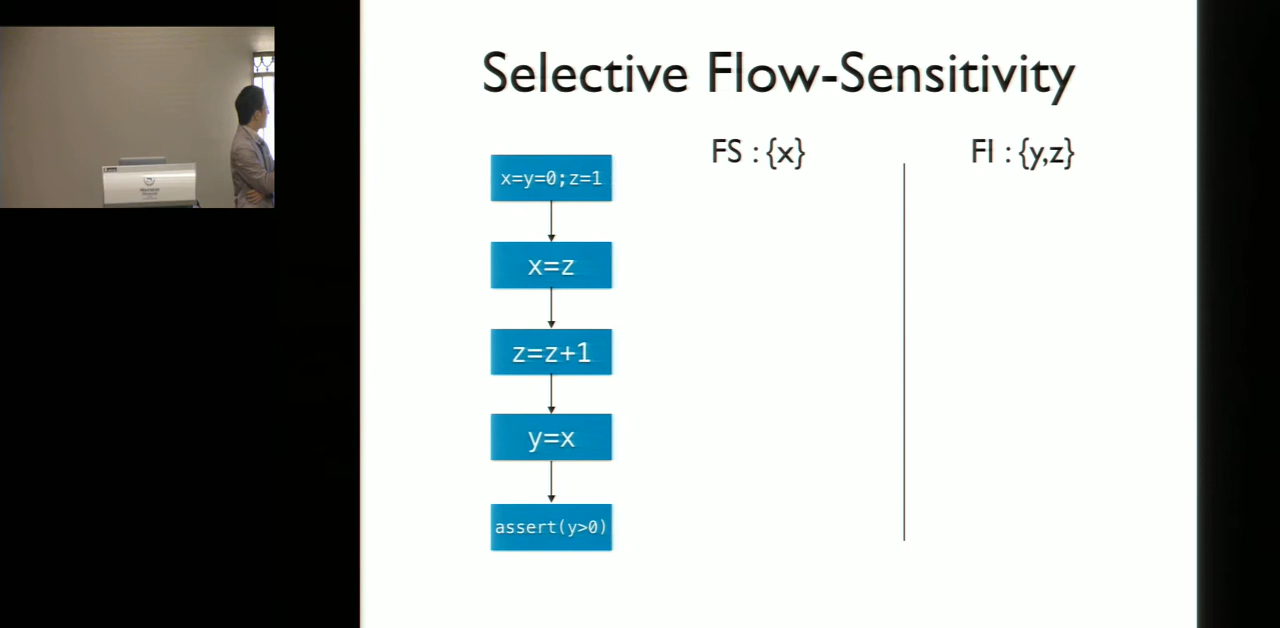 Selective Flow-Sensitivity
FS : {x}
FI : {y,z}
x=y=0;z=1
x=z
z=z+1
y=x
assert(y>0)